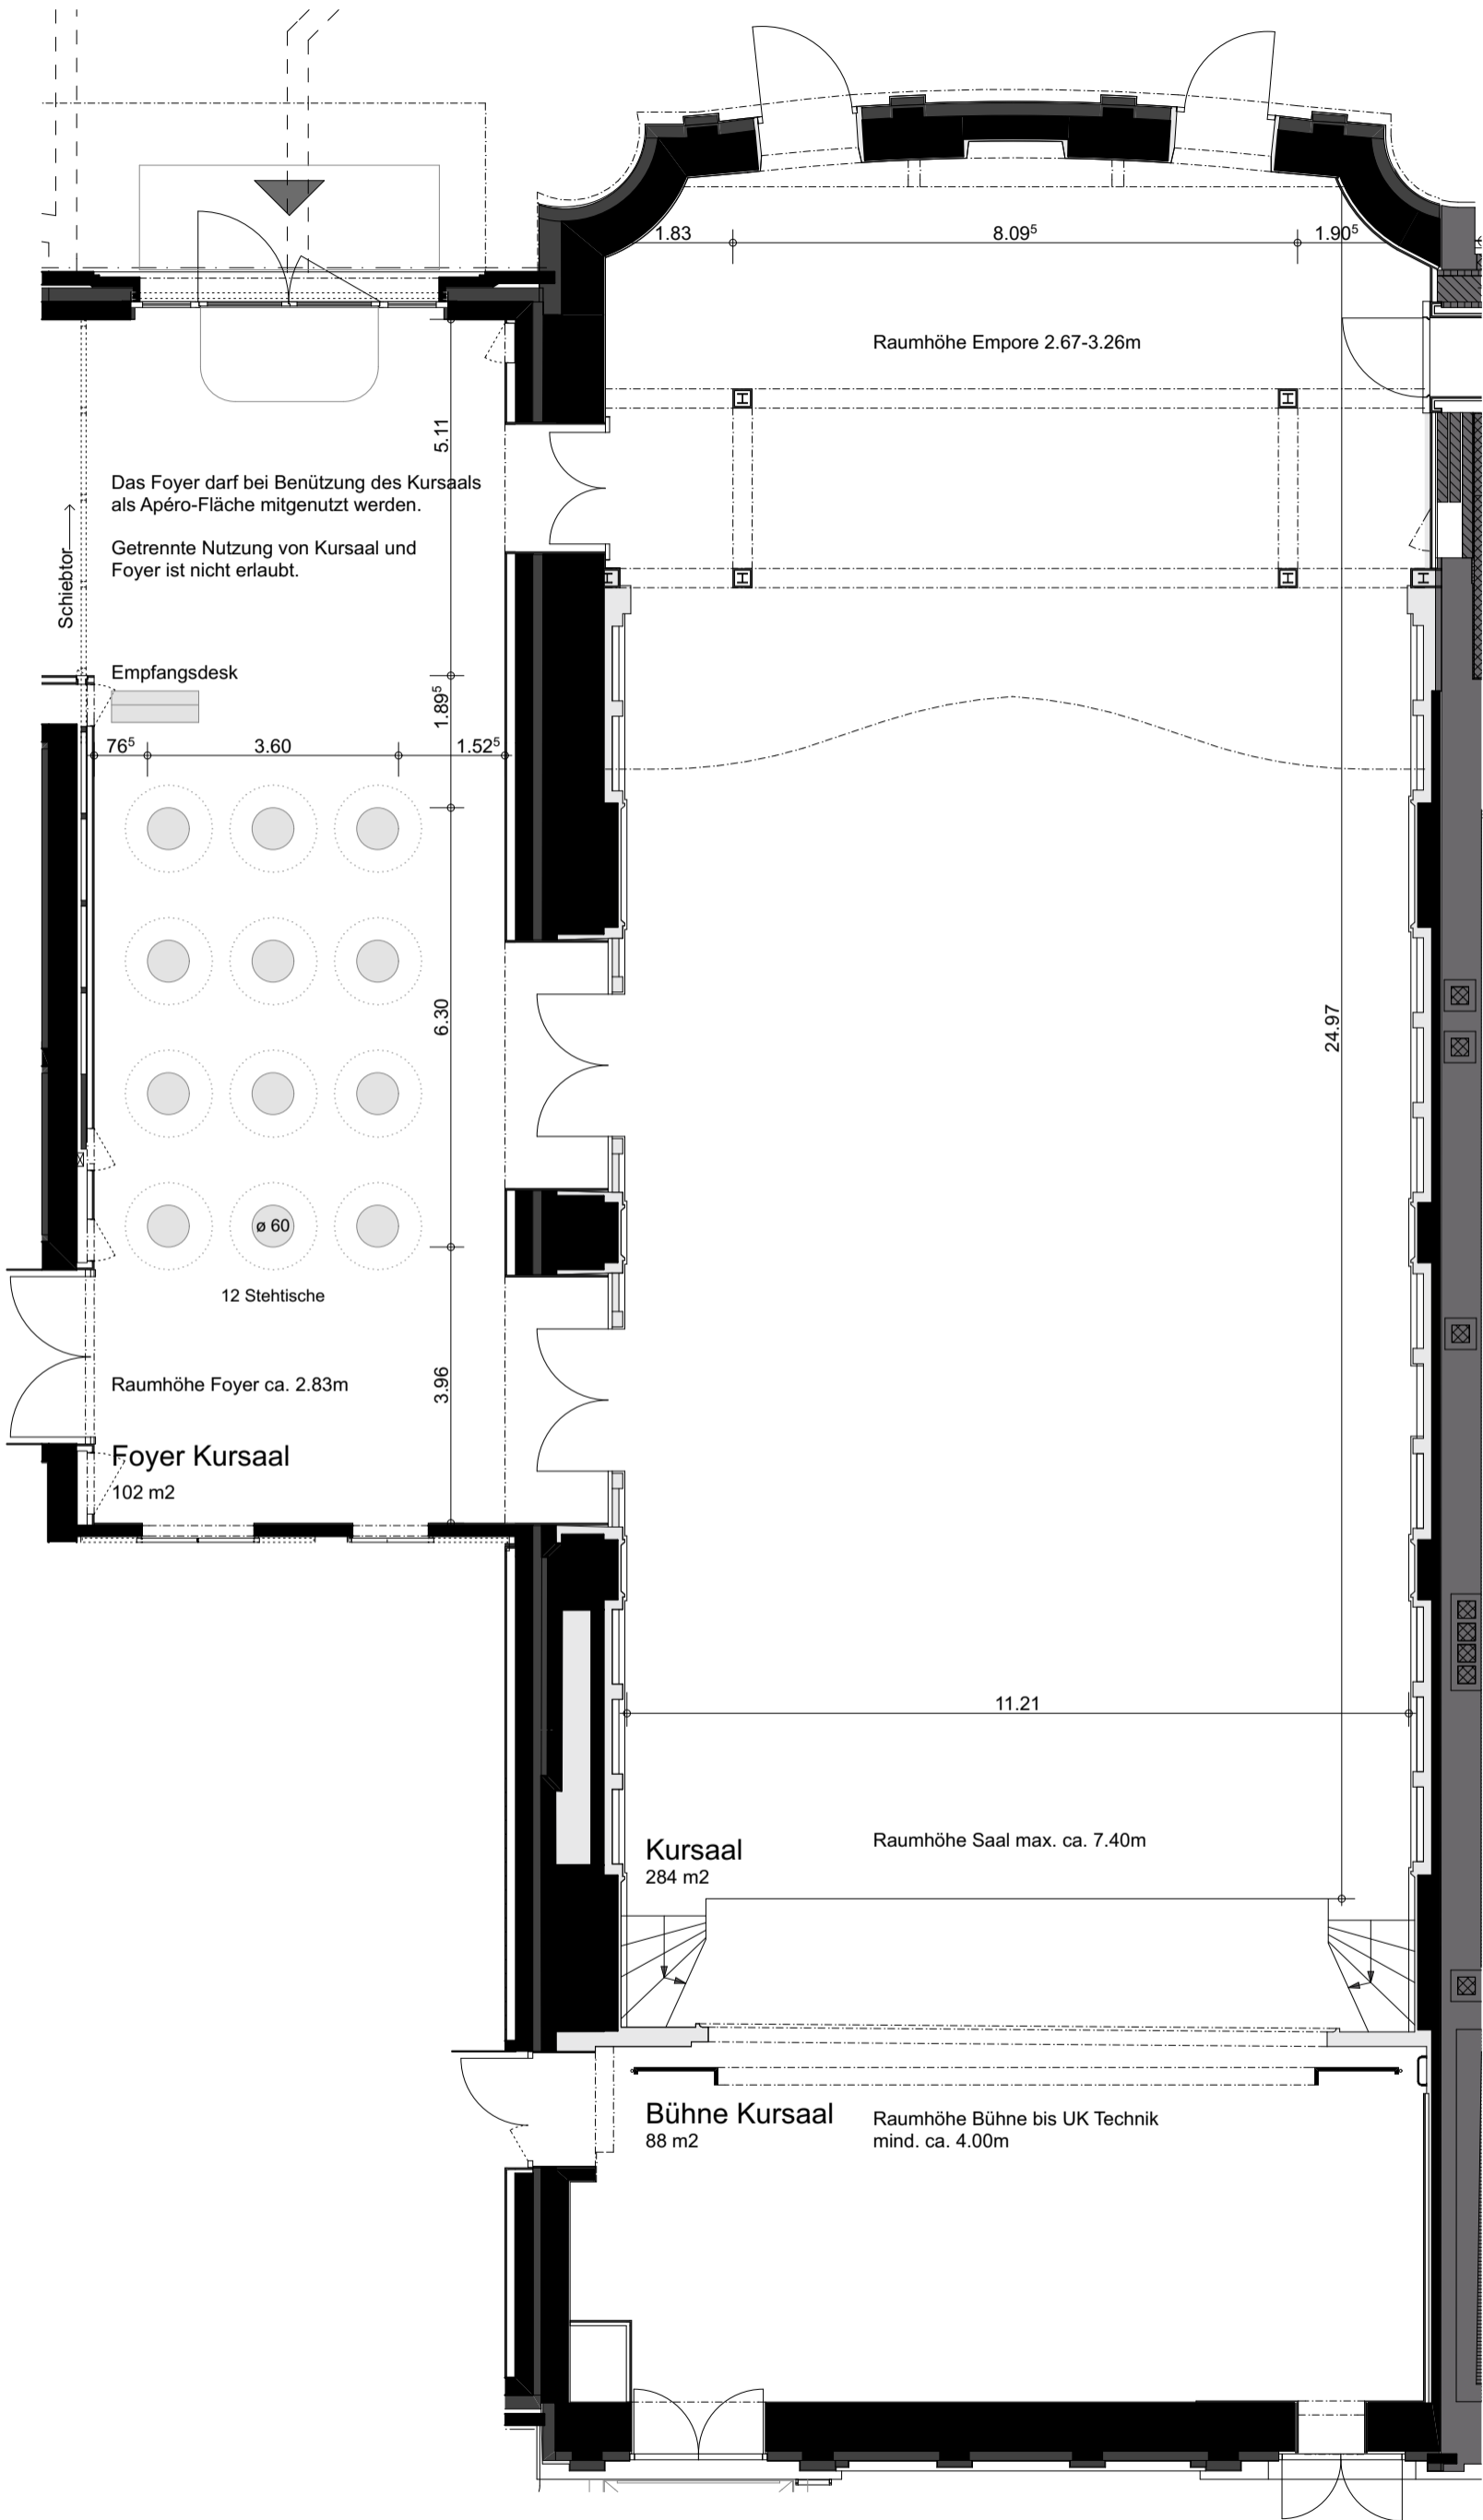 1.83
8.09⁵
1.90⁵
Raumhöhe Empore 2.67-3.26m
5.11
Das Foyer darf bei Benützung des Kursaals
als Apéro-Fläche mitgenutzt werden.
Getrennte Nutzung von Kursaal und
Foyer ist nicht erlaubt.
Schiebtor
Empfangsdesk
1.89⁵
76⁵
3.60
1.52⁵
6.30
24.97
ø 60
12 Stehtische
Raumhöhe Foyer ca. 2.83m
3.96
Foyer Kursaal
102 m2
11.21
Kursaal
284 m2
Raumhöhe Saal max. ca. 7.40m
Bühne Kursaal
88 m2
Raumhöhe Bühne bis UK Technik
mind. ca. 4.00m